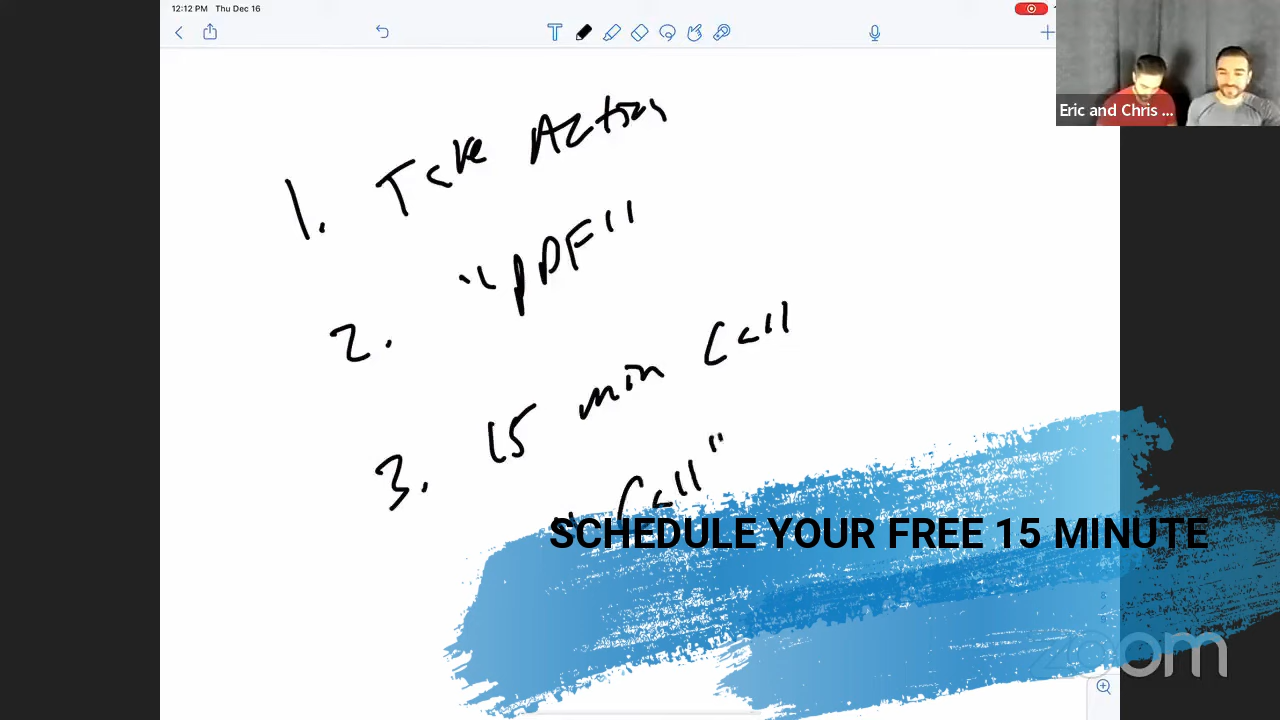 12:12 PM Thu Dec 16
Eric and Chris ...
1. Take Action
"PDF"
2.
15 min Call
3.
"Call"
SCHEDULE YOUR FREE 15 MINUTE
zoom